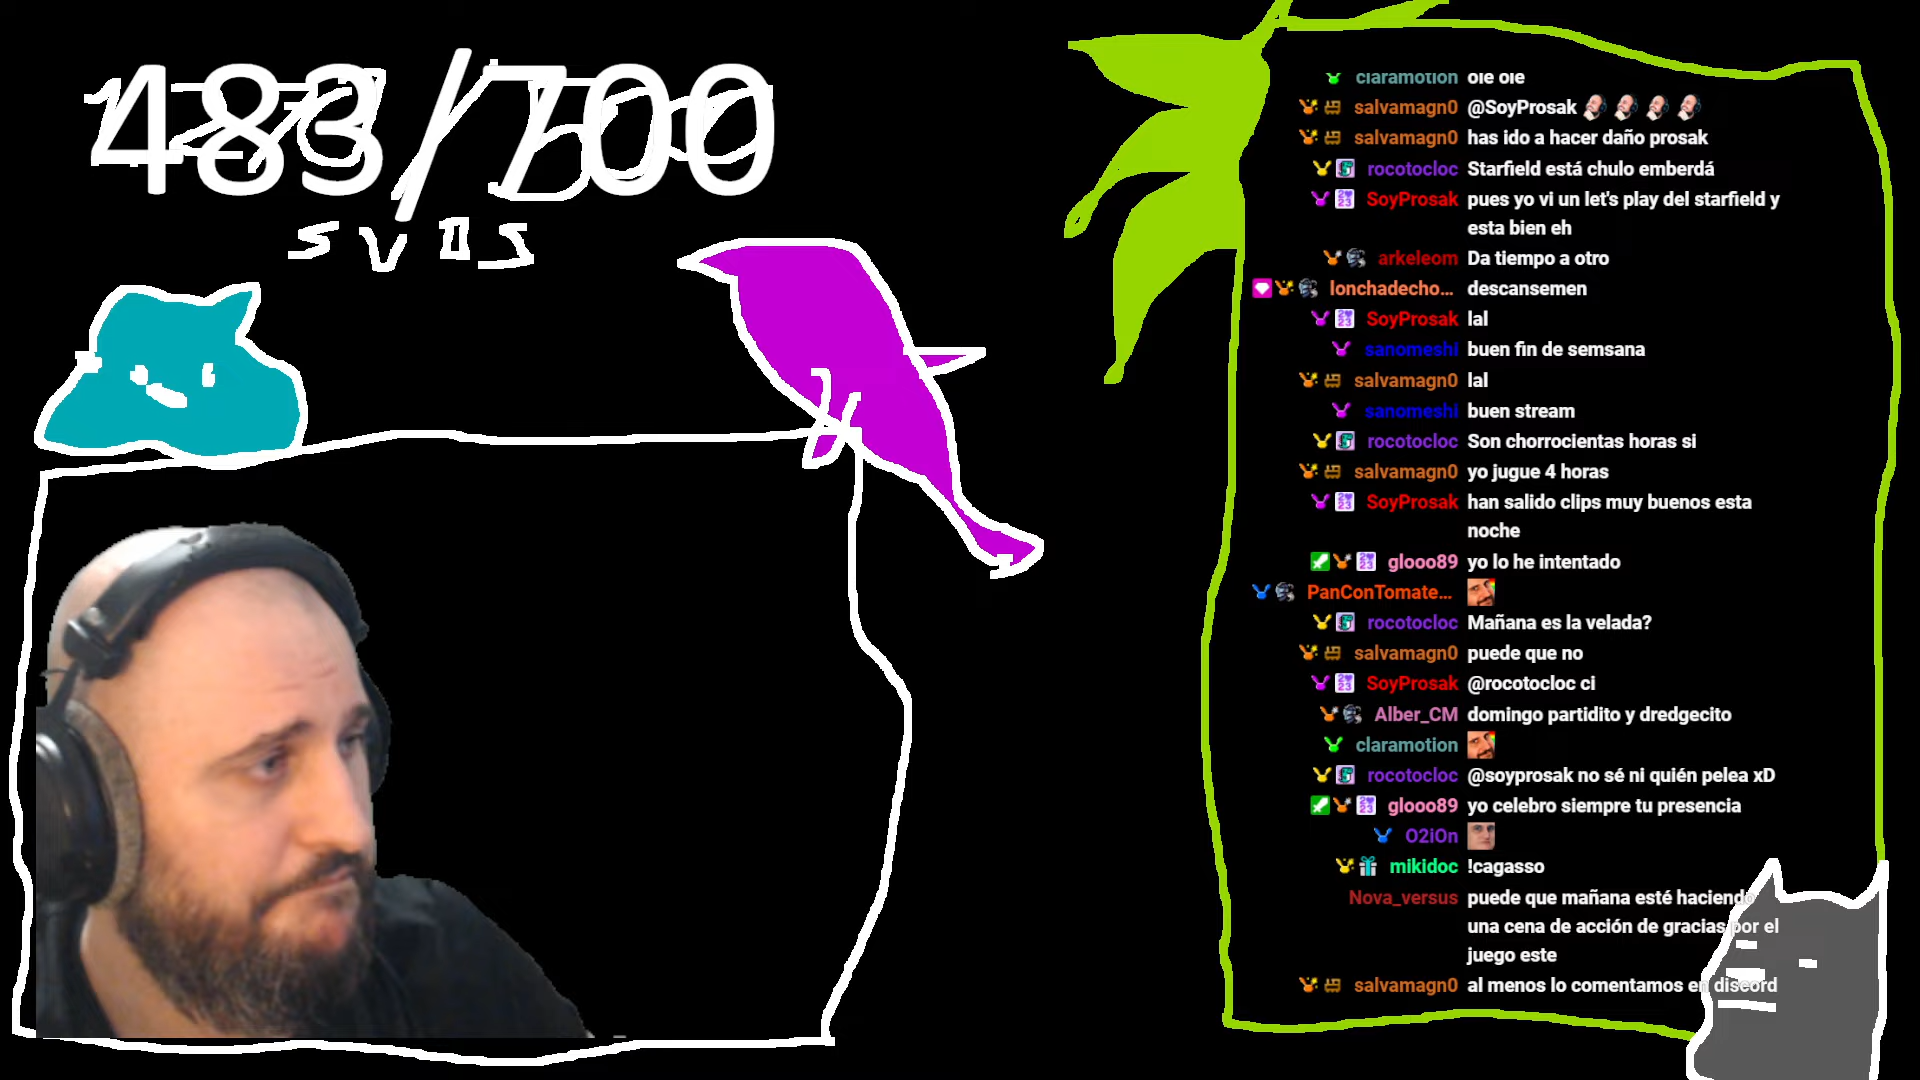 483/700
SUBS
claramotion ole ole
salvamagn0 @SoyProsak
salvamagn0 has ido a hacer daño prosak
rocotocloc Starfield está chulo emberdá
SoyProsak pues yo vi un let's play del starfield y
esta bien eh
arkeleom Da tiempo a otro
lonchadecho... descansemen
SoyProsak lal
sanomeshi buen fin de semsana
salvamagn0 lal
sanomeshi buen stream
rocotocloc Son chorrocientas horas si
salvamagn0 yo jugue 4 horas
SoyProsak han salido clips muy buenos esta
noche
glooo89 yo lo he intentado
PanConTomate...
rocotocloc Mañana es la velada?
salvamagn0 puede que no
SoyProsak @rocotocloc ci
Alber_CM domingo partidito y dredgecito
claramotion
rocotocloc @soyprosak no sé ni quién pelea xD
glooo89 yo celebro siempre tu presencia
O2iOn
mikidoc !cagasso
Nova_versus puede que mañana esté haciendo
una cena de acción de gracias por el
juego este
salvamagn0 al menos lo comentamos en discord